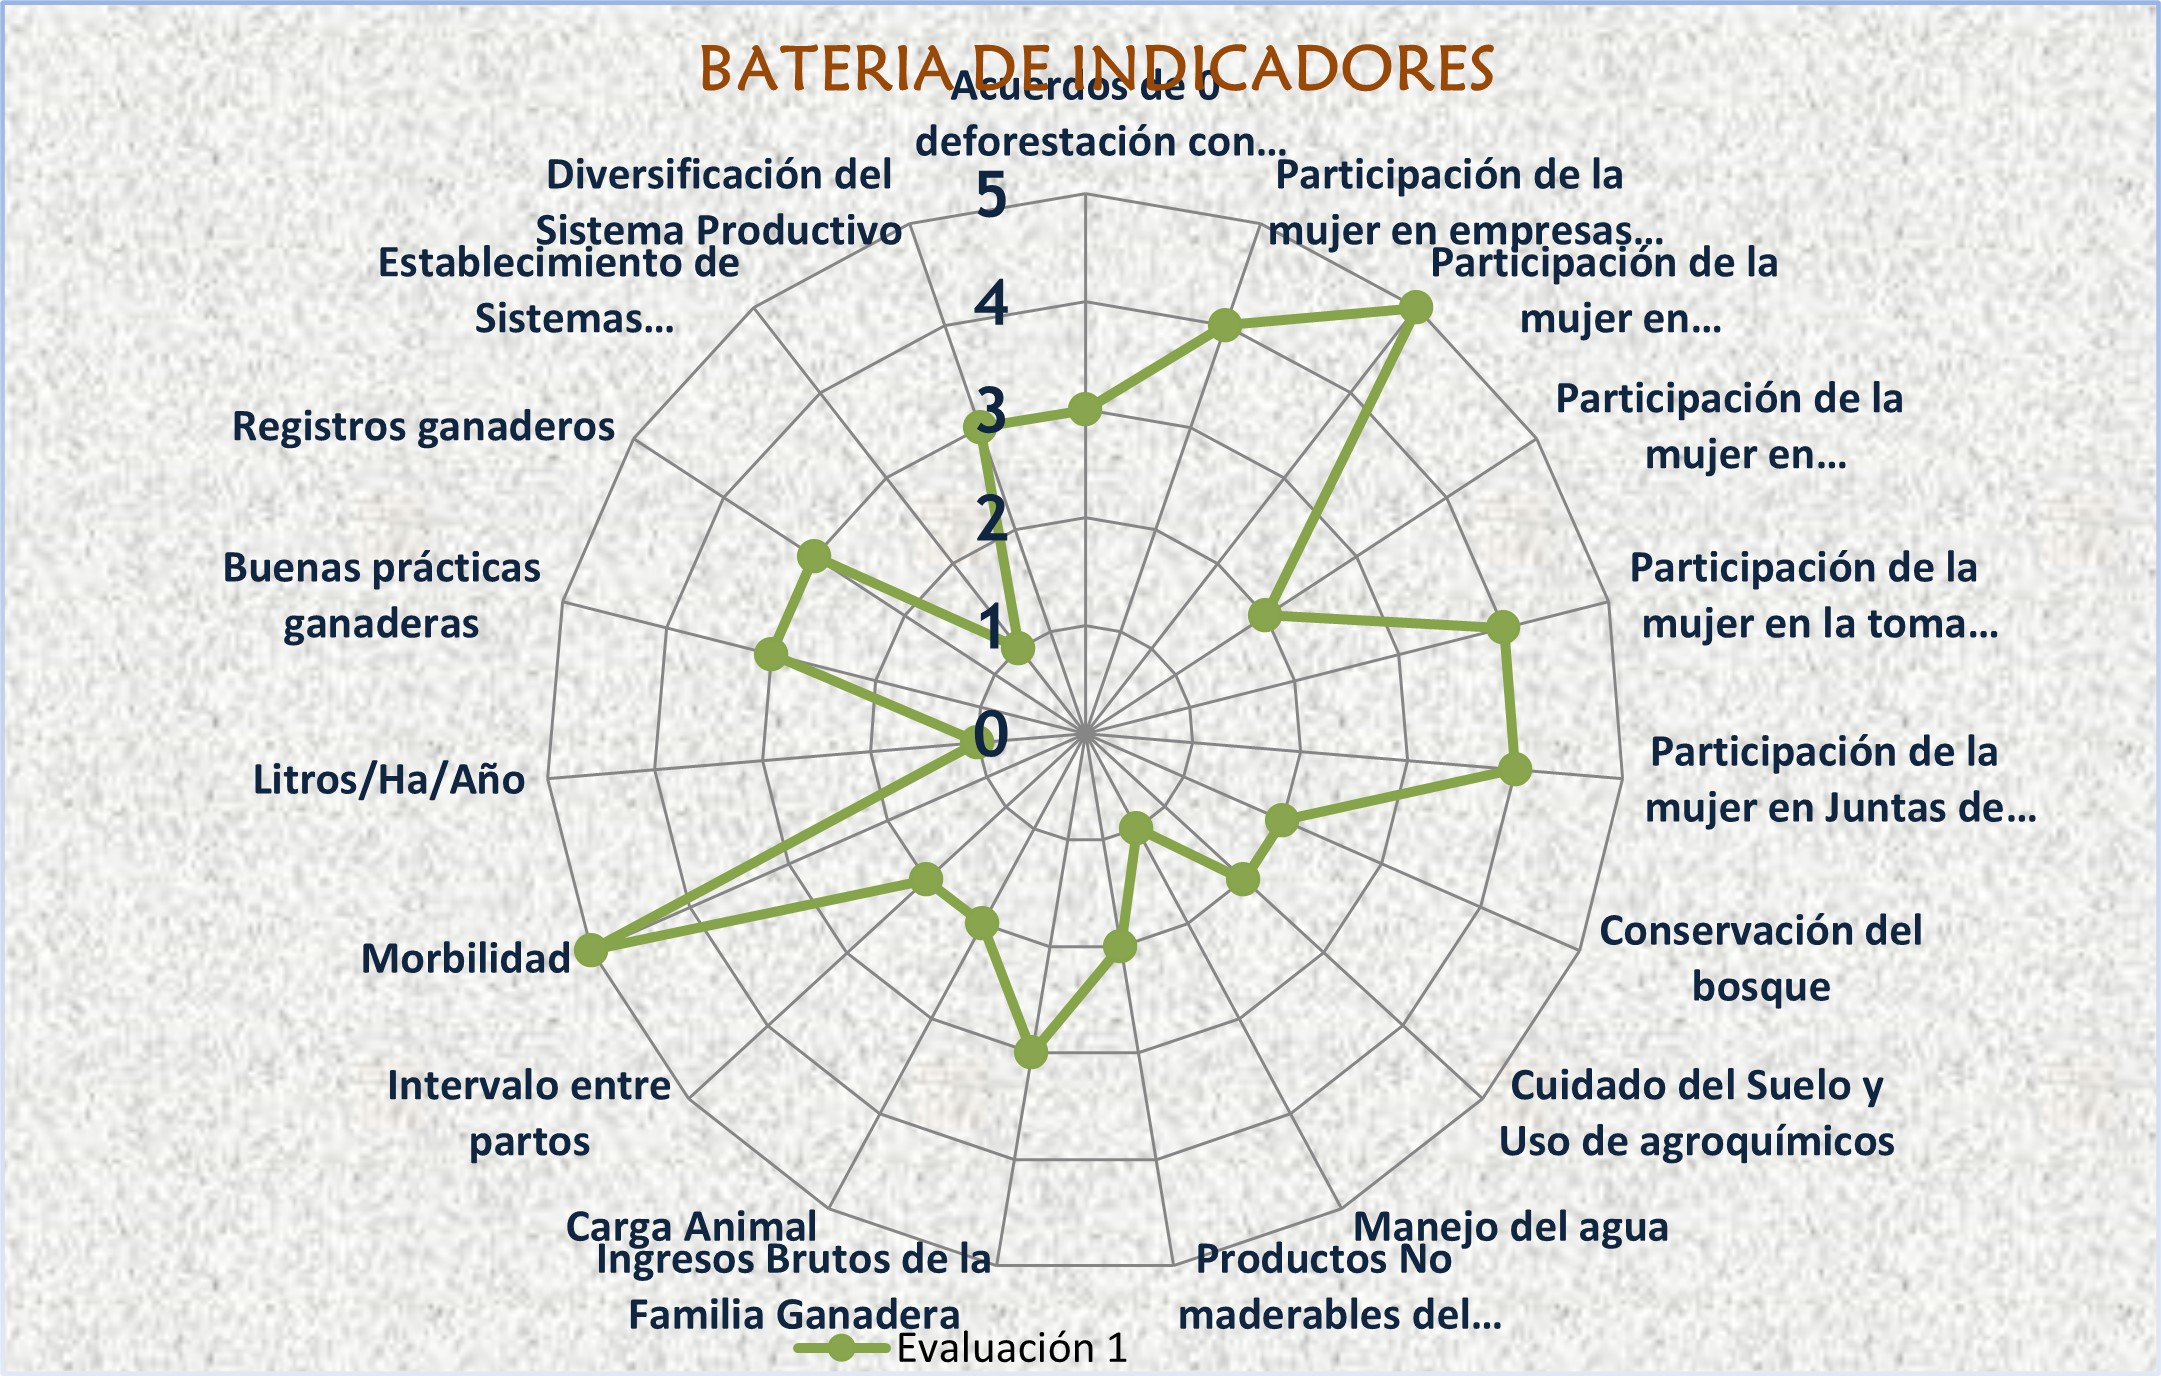 BATERIA DE INDICADORES
Acuerdos de 0
deforestación con...
Participación de la
mujer en empresas...
Participación de la
mujer en...
Participación de la
mujer en...
Participación de la
mujer en la toma...
Participación de la
mujer en Juntas de...
Conservación del
bosque
Cuidado del Suelo y
Uso de agroquímicos
Manejo del agua
Productos No
maderables del...
Ingresos Brutos de la
Familia Ganadera
Carga Animal
Intervalo entre
partos
Morbilidad
Litros/Ha/Año
Buenas prácticas
ganaderas
Registros ganaderos
Establecimiento de
Sistemas...
Diversificación del
Sistema Productivo
5
4
3
2
1
0
Evaluación 1